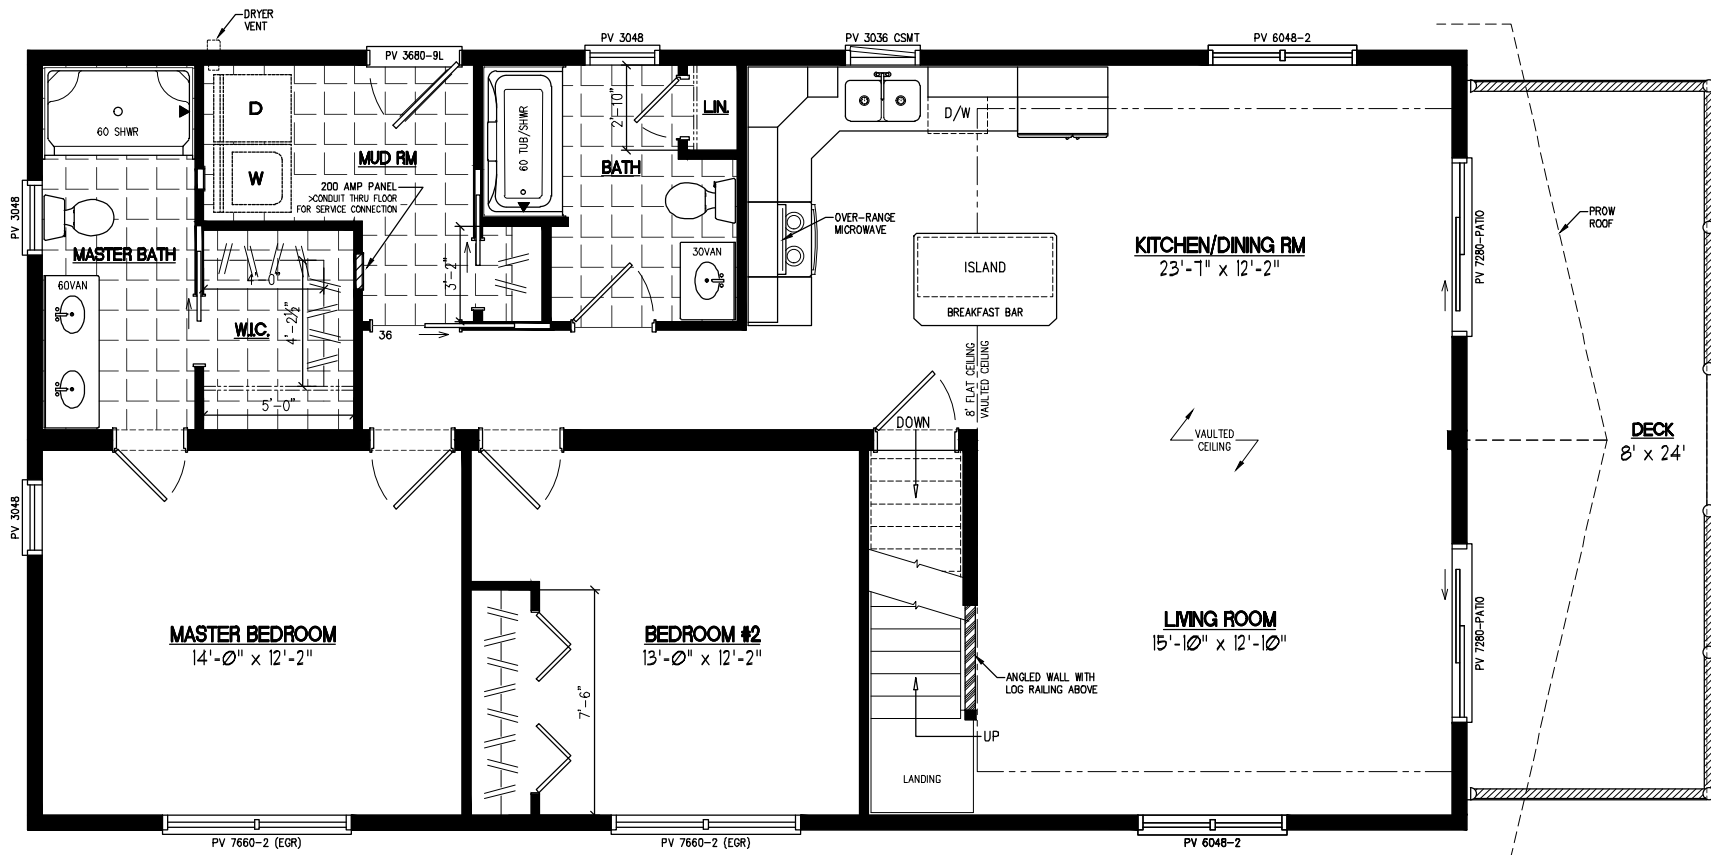 DRYER
VENT
PV 3680-9L
PV 3048
PV 3036 CSMT
PV 6048-2
60 SHWR
D
W
MUD RM
200 AMP PANEL
>CONDUIT THRU FLOOR
FOR SERVICE CONNECTION
60 TUB/SHWR
2'-10"
LIN.
BATH
D/W
OVER-RANGE
MICROWAVE
30VAN
3'-2"
ISLAND
BREAKFAST BAR
KITCHEN/DINING RM
23'-7" x 12'-2"
PV 7280-PATIO
PROW
ROOF
PV 3048
MASTER BATH
60VAN
4'-0"
4'-2½"
W.I.C.
5'-0"
36
8' FLAT CEILING
VAULTED CEILING
DOWN
VAULTED
CEILING
DECK
8' x 24'
PV 3048
MASTER BEDROOM
14'-0" x 12'-2"
BEDROOM #2
13'-0" x 12'-2"
7'-6"
LIVING ROOM
15'-10" x 12'-10"
PV 7280-PATIO
ANGLED WALL WITH
LOG RAILING ABOVE
UP
LANDING
PV 7660-2 (EGR)
PV 7660-2 (EGR)
PV 6048-2